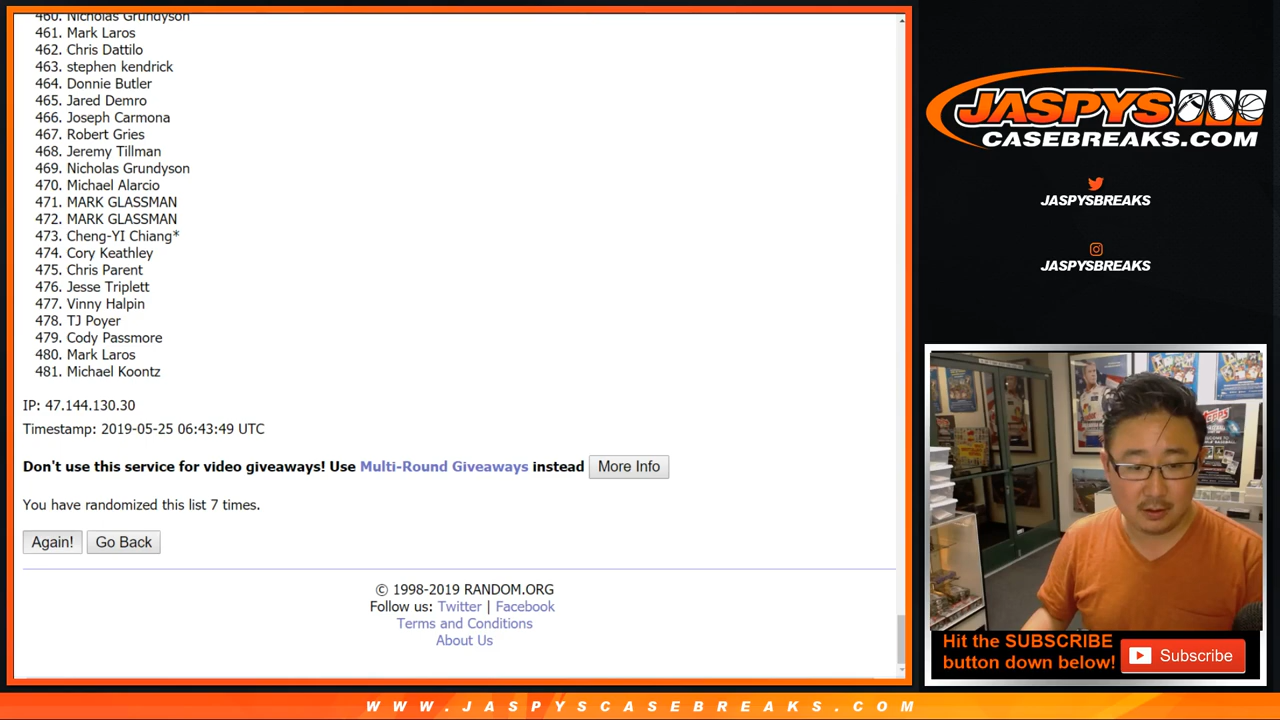 460. Nicholas Grundyson
461. Mark Laros
462. Chris Dattilo
463. stephen kendrick
464. Donnie Butler
465. Jared Demro
466. Joseph Carmona
467. Robert Gries
468. Jeremy Tillman
469. Nicholas Grundyson
470. Michael Alarcio
471. MARK GLASSMAN
472. MARK GLASSMAN
473. Cheng-YI Chiang*
474. Cory Keathley
475. Chris Parent
476. Jesse Triplett
477. Vinny Halpin
478. TJ Poyer
479. Cody Passmore
480. Mark Laros
481. Michael Koontz
IP: 47.144.130.30
Timestamp: 2019-05-25 06:43:49 UTC
Don't use this service for video giveaways! Use Multi-Round Giveaways instead More Info
You have randomized this list 7 times.
Again! Go Back
© 1998-2019 RANDOM.ORG
Follow us: Twitter | Facebook
Terms and Conditions
About Us
JASPYS
CASEBREAKS.COM
JASPYSBREAKS
JASPYSBREAKS
Topps
Hit the SUBSCRIBE
button down below!
Subscribe
WWW.JASPYSCASEBREAKS.COM